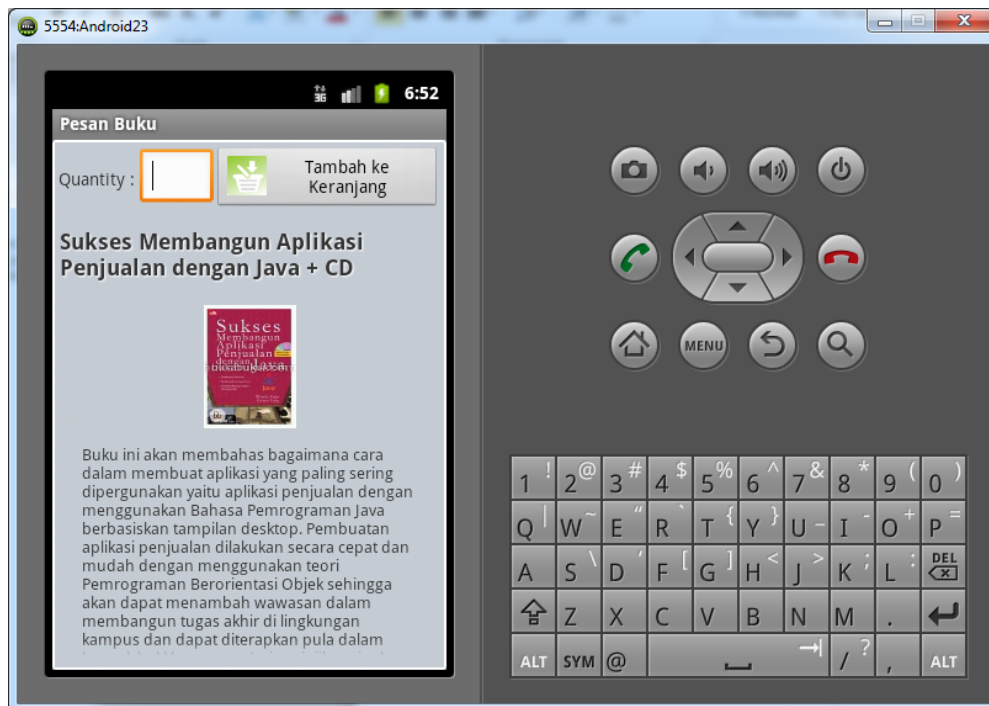 5554:Android23
3G 6:52
Pesan Buku
Quantity :
Tambah ke
Keranjang
Sukses Membangun Aplikasi
Penjualan dengan Java + CD
Sukses
Membangun
Aplikasi
Penjualan
dengan Java
Buku ini akan membahas bagaimana cara
dalam membuat aplikasi yang paling sering
dipergunakan yaitu aplikasi penjualan dengan
menggunakan Bahasa Pemrograman Java
berbasiskan tampilan desktop. Pembuatan
aplikasi penjualan dilakukan secara cepat dan
mudah dengan menggunakan teori
Pemrograman Berorientasi Objek sehingga
akan dapat menambah wawasan dalam
membangun tugas akhir di lingkungan
kampus dan dapat diterapkan pula dalam
MENU
1 ! 2 @ 3 # 4 $ 5 % 6 ^ 7 & 8 * 9 ( 0 )
Q | W ~ E " R ` T { Y } U _ I - O + P =
A S \ D ' F [ G ] H < J > K ; L : DEL
Z X C V B N M .
ALT SYM @ / ? , ALT